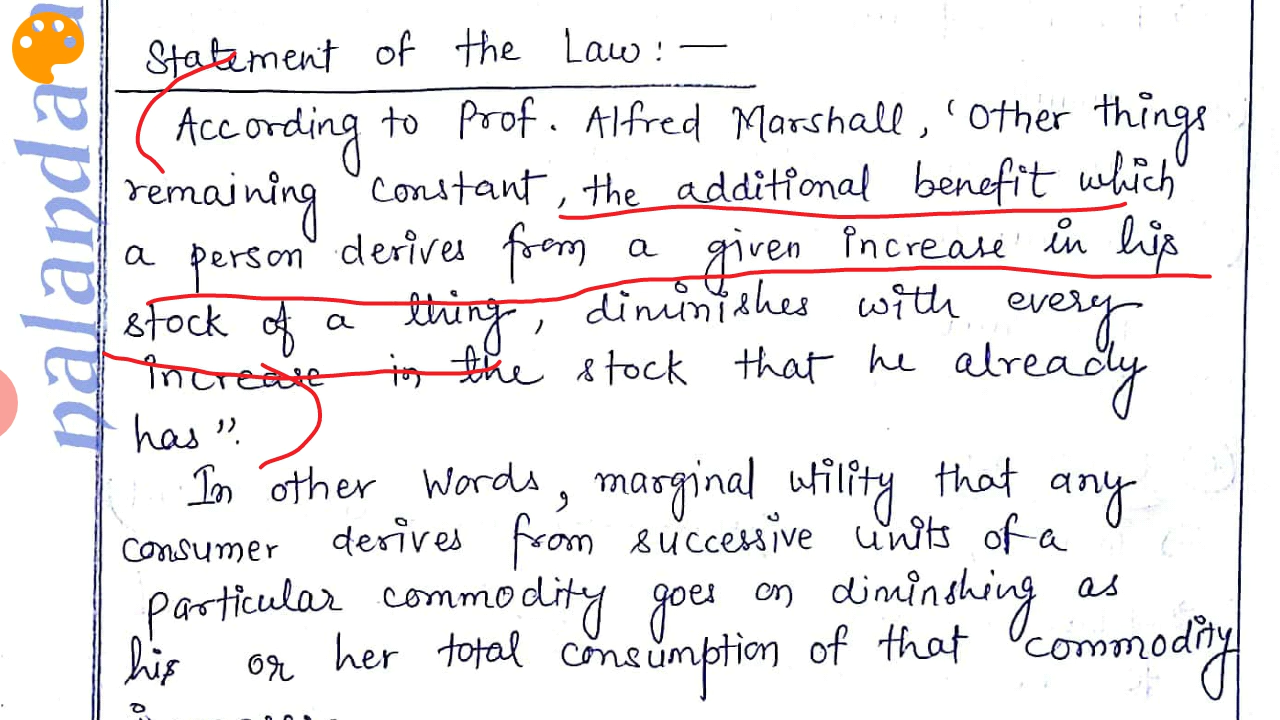 Statement of the Law : —
According to Prof. Alfred Marshall, ‘Other things
remaining constant, the additional benefit which
a person derives from a given increase in his
stock of a thing, diminishes with every
increase in the stock that he already
has”.
In other words, marginal utility that any
consumer derives from successive units of a
particular commodity goes on diminshing as
his or her total consumption of that commodity
nalanda